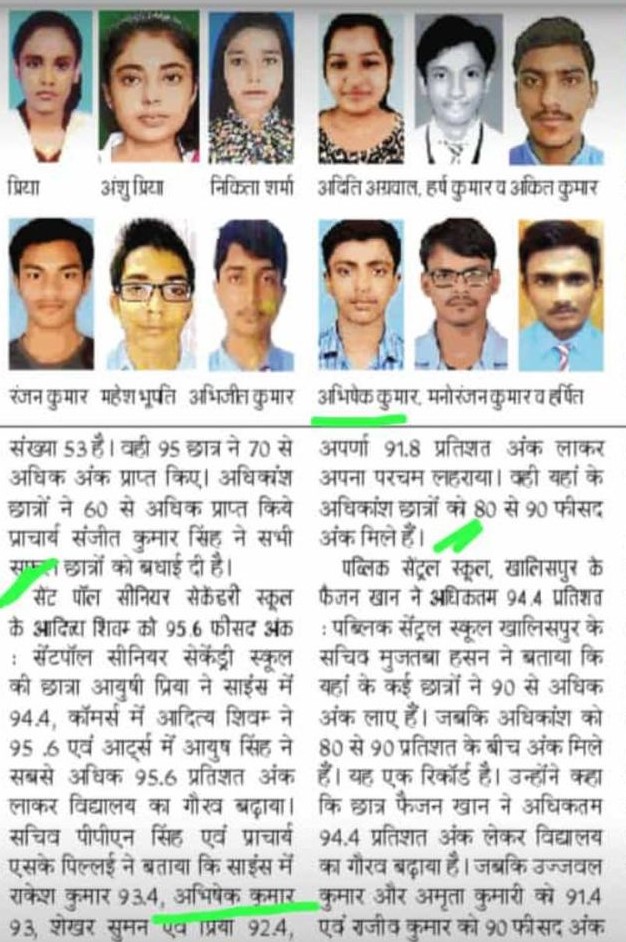 प्रिया अंशु प्रिया निकिता शर्मा
अदिति अग्रवाल, हर्ष कुमार व अंकित कुमार
रंजन कुमार महेश भूपति अभिजीत कुमार
अभिषेक कुमार, मनोरंजन कुमार व हर्षित
संख्या 53 है। वही 95 छात्र ने 70 से
अधिक अंक प्राप्त किए। अधिकांश
छात्रों ने 60 से अधिक प्राप्त किये
प्राचार्य संजीत कुमार सिंह ने सभी
सफल छात्रों को बधाई दी है।
सेंट पॉल सीनियर सेकेंडरी स्कूल
के आदित्य शिवम को 95.6 फीसद अंक
: सेंटपॉल सीनियर सेकेंड्री स्कूल
की छात्रा आयुषी प्रिया ने साइंस में
94.4, कॉमर्स में आदित्य शिवम ने
95 .6 एवं आर्ट्स में आयुष सिंह ने
सबसे अधिक 95.6 प्रतिशत अंक
लाकर विद्यालय का गौरव बढ़ाया।
सचिव पीपीएन सिंह एवं प्राचार्य
एसके पिल्लई ने बताया कि साइंस में
राकेश कुमार 93.4, अभिषेक कुमार
93, शेखर सुमन एवं प्रिया 92.4,
अपर्णा 91.8 प्रतिशत अंक लाकर
अपना परचम लहराया। वही यहां के
अधिकांश छात्रों को 80 से 90 फीसद
अंक मिले हैं।
पब्लिक सेंट्रल स्कूल, खालिसपुर के
फैजन खान ने अधिकतम 94.4 प्रतिशत
: पब्लिक सेंट्रल स्कूल खालिसपुर के
सचिव मुजतबा हसन ने बताया कि
यहां के कई छात्रों ने 90 से अधिक
अंक लाए हैं। जबकि अधिकांश को
80 से 90 प्रतिशत के बीच अंक मिले
हैं। यह एक रिकॉर्ड है। उन्होंने कहा
कि छात्र फैजन खान ने अधिकतम
94.4 प्रतिशत अंक लेकर विद्यालय
का गौरव बढ़ाया है। जबकि उज्जवल
कुमार और अमृता कुमारी को 91.4
एवं राजीव कुमार को 90 फीसद अंक